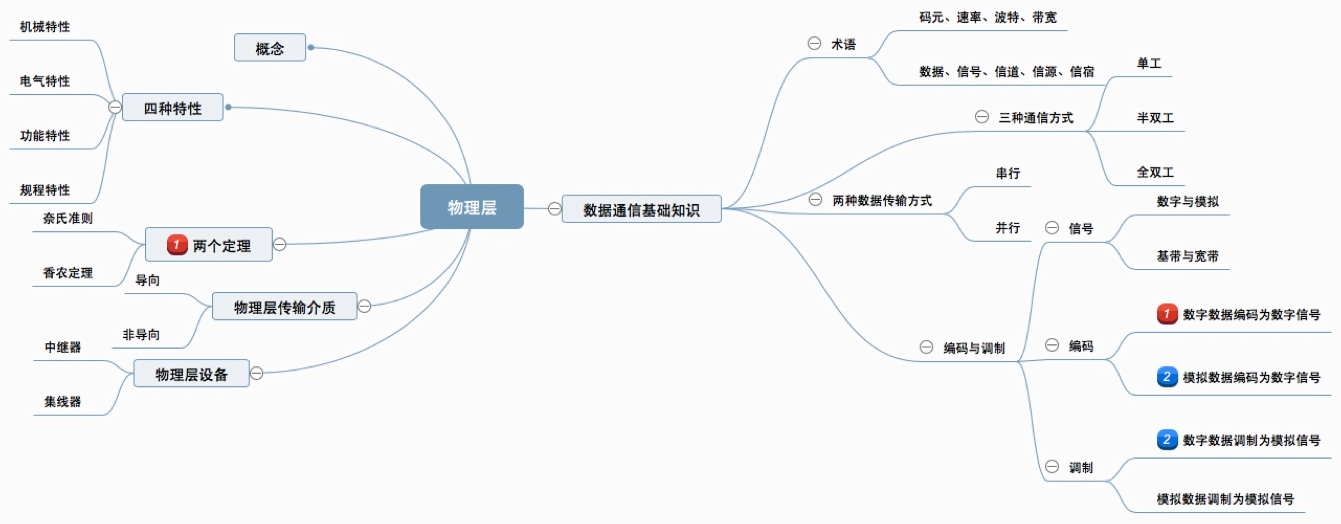 物理层
概念
四种特性
机械特性
电气特性
功能特性
规程特性
1 两个定理
奈氏准则
香农定理
物理层传输介质
导向
非导向
物理层设备
中继器
集线器
数据通信基础知识
术语
码元、速率、波特、带宽
数据、信号、信道、信源、信宿
三种通信方式
单工
半双工
全双工
两种数据传输方式
串行
并行
编码与调制
信号
数字与模拟
基带与宽带
编码
1 数字数据编码为数字信号
2 模拟数据编码为数字信号
调制
2 数字数据调制为模拟信号
模拟数据调制为模拟信号